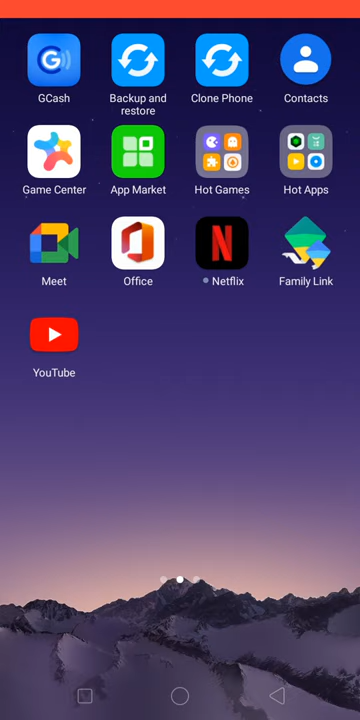 GCash
Backup and
restore
Clone Phone
Contacts
Game Center
App Market
Hot Games
Hot Apps
Meet
Office
Netflix
Family Link
YouTube